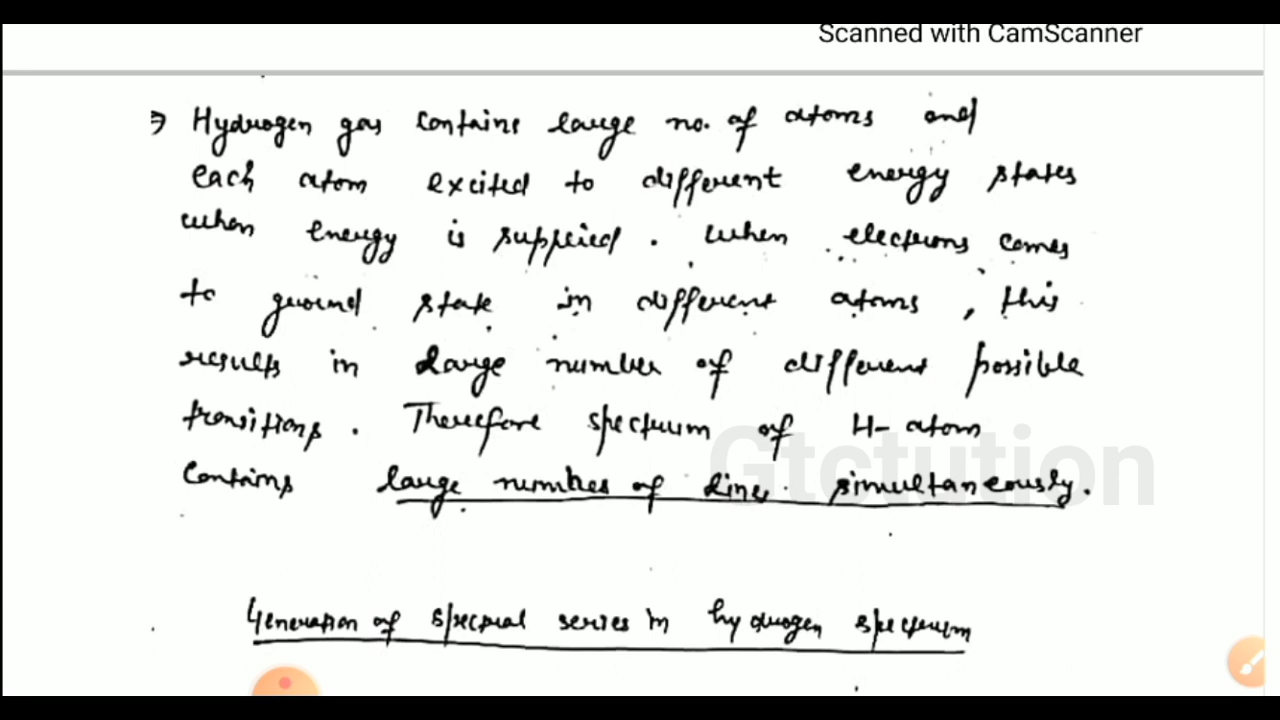 Scanned with CamScanner
⇒ Hydrogen gas contains large no. of atoms and
each atom excited to different energy states
when energy is supplied. When electrons comes
to ground state in different atoms, this
results in large number of different possible
transitions. Therefore spectrum of H-atom
Contains large number of lines simultaneously.
Gtctution
Generation of spectral series in hydrogen spectrum